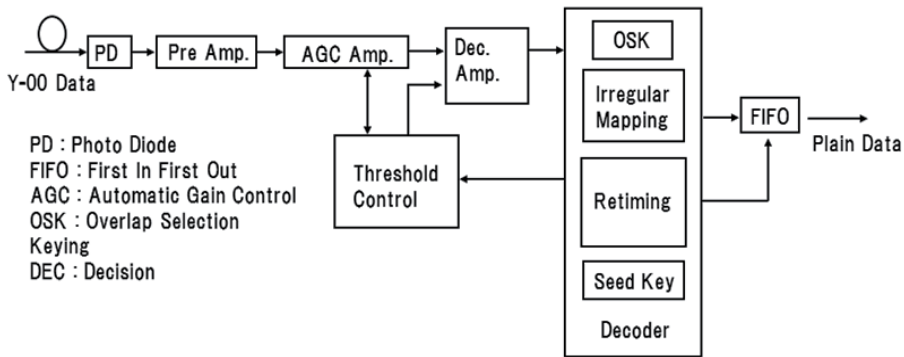 Y-00 Data
PD
Pre Amp.
AGC Amp.
Dec.
Amp.
Threshold
Control
OSK
Irregular
Mapping
Retiming
Seed Key
Decoder
FIFO
Plain Data
PD : Photo Diode
FIFO : First In First Out
AGC : Automatic Gain Control
OSK : Overlap Selection
Keying
DEC : Decision